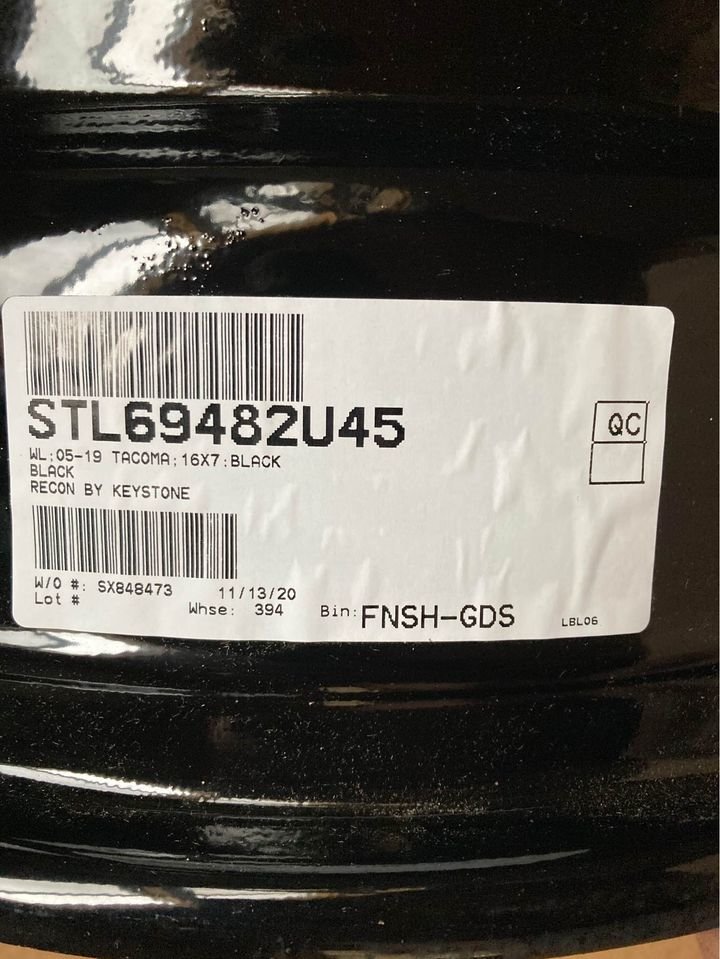 STL69482U45
WL;05-19 TACOMA;16X7;BLACK
BLACK
RECON BY KEYSTONE
QC
W/O #: SX848473 11/13/20
Lot #
Whse: 394 Bin: FNSH-GDS LBL06